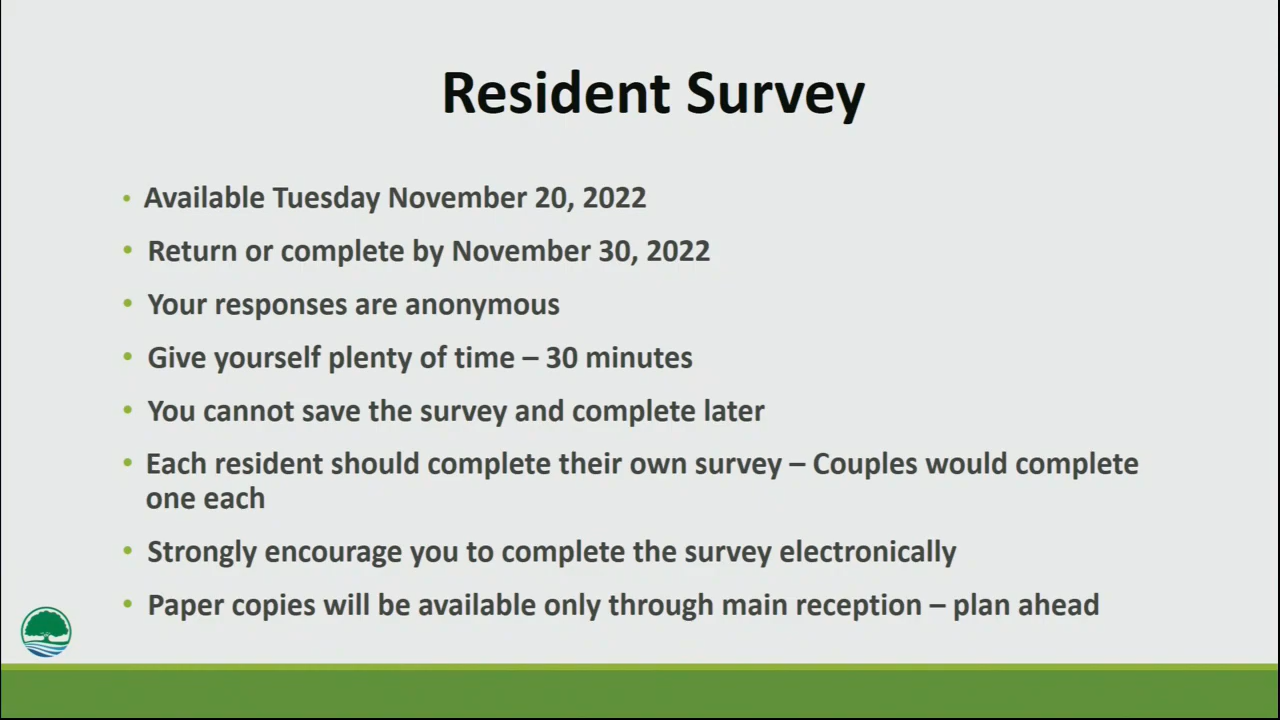 Resident Survey
• Available Tuesday November 20, 2022
• Return or complete by November 30, 2022
• Your responses are anonymous
• Give yourself plenty of time – 30 minutes
• You cannot save the survey and complete later
• Each resident should complete their own survey – Couples would complete
one each
• Strongly encourage you to complete the survey electronically
• Paper copies will be available only through main reception – plan ahead